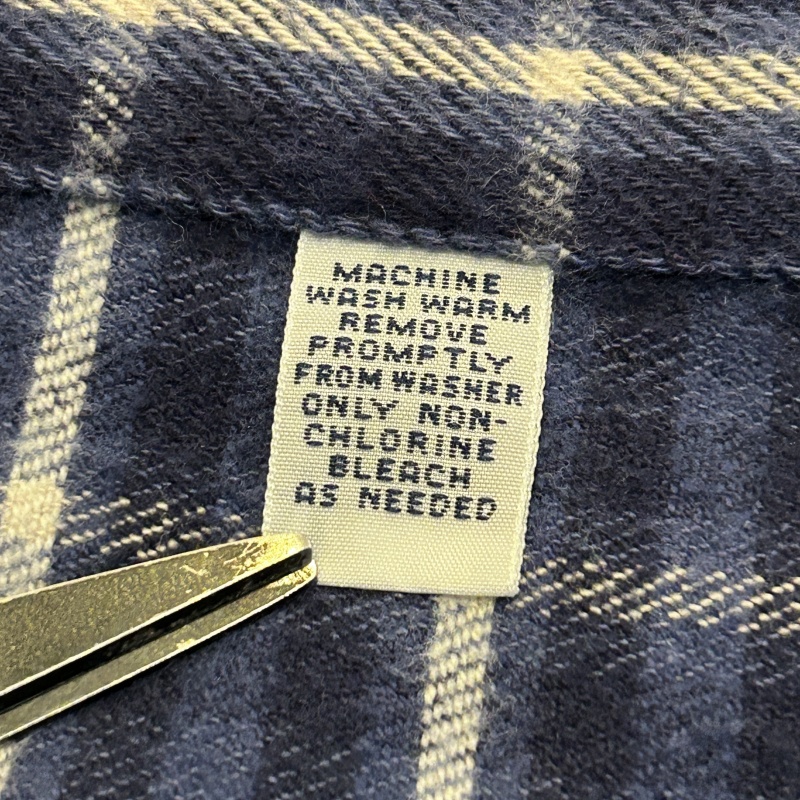 MACHINE
WASH WARM
REMOVE
PROMPTLY
FROM WASHER
ONLY NON-
CHLORINE
BLEACH
AS NEEDED